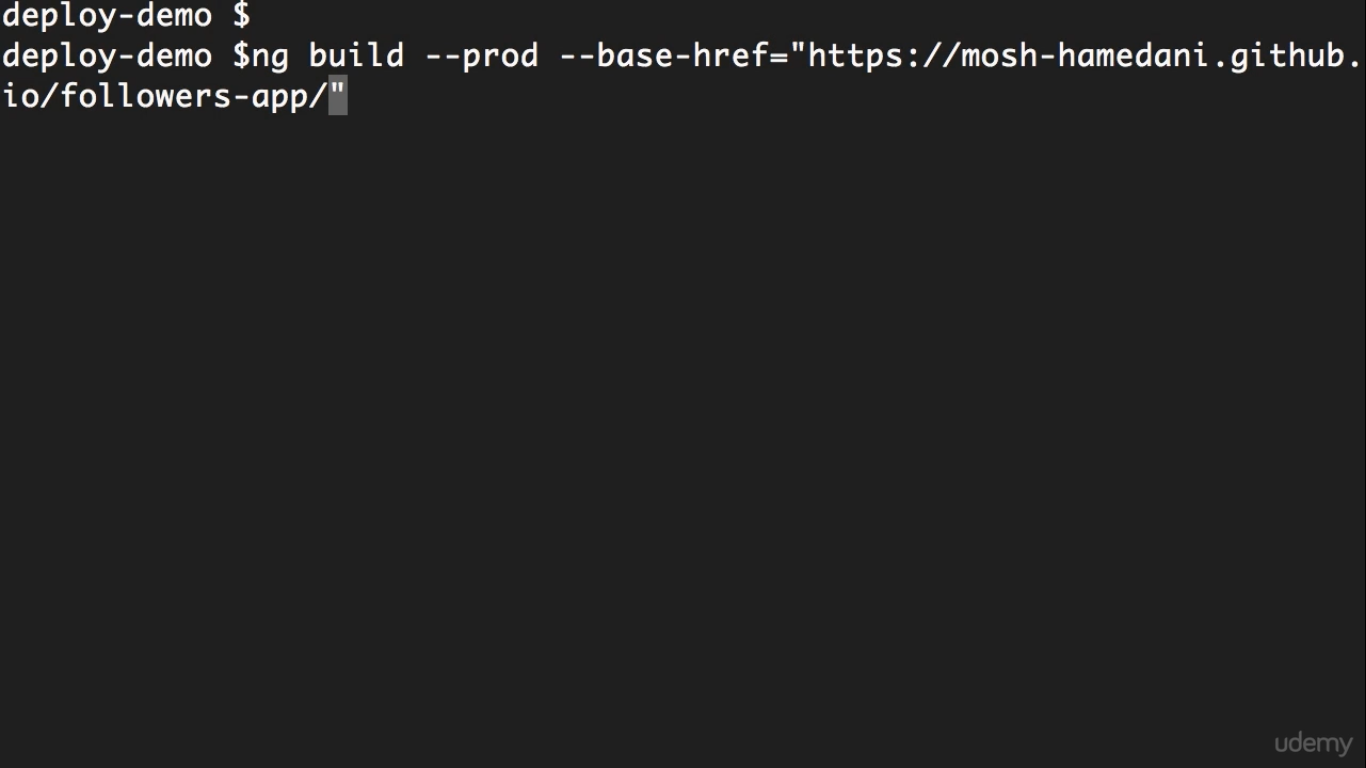 deploy-demo $
deploy-demo $ng build --prod --base-href="https://mosh-hamedani.github.
io/followers-app/"
udemy